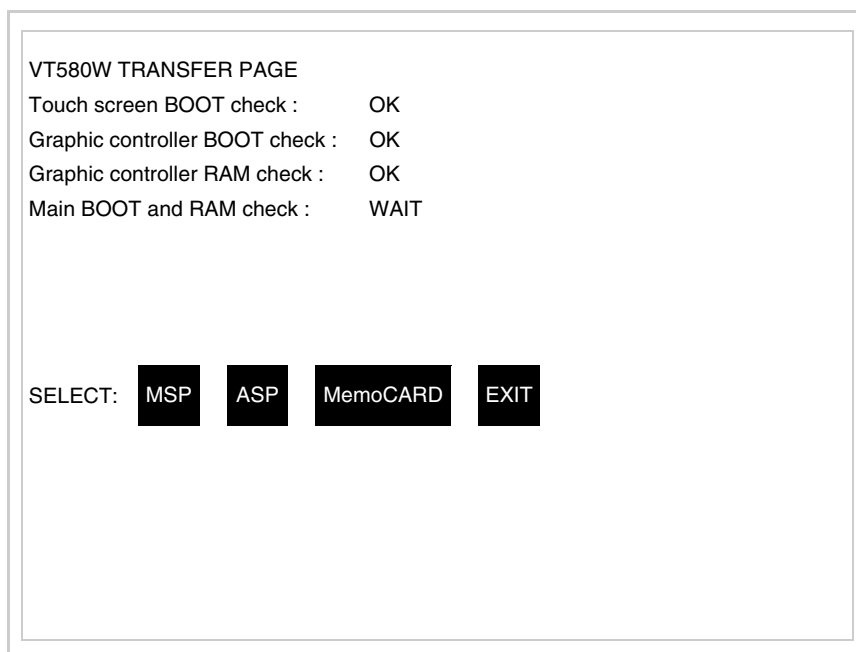 VT580W TRANSFER PAGE
Touch screen BOOT check : OK
Graphic controller BOOT check : OK
Graphic controller RAM check : OK
Main BOOT and RAM check : WAIT
SELECT: MSP ASP MemoCARD EXIT